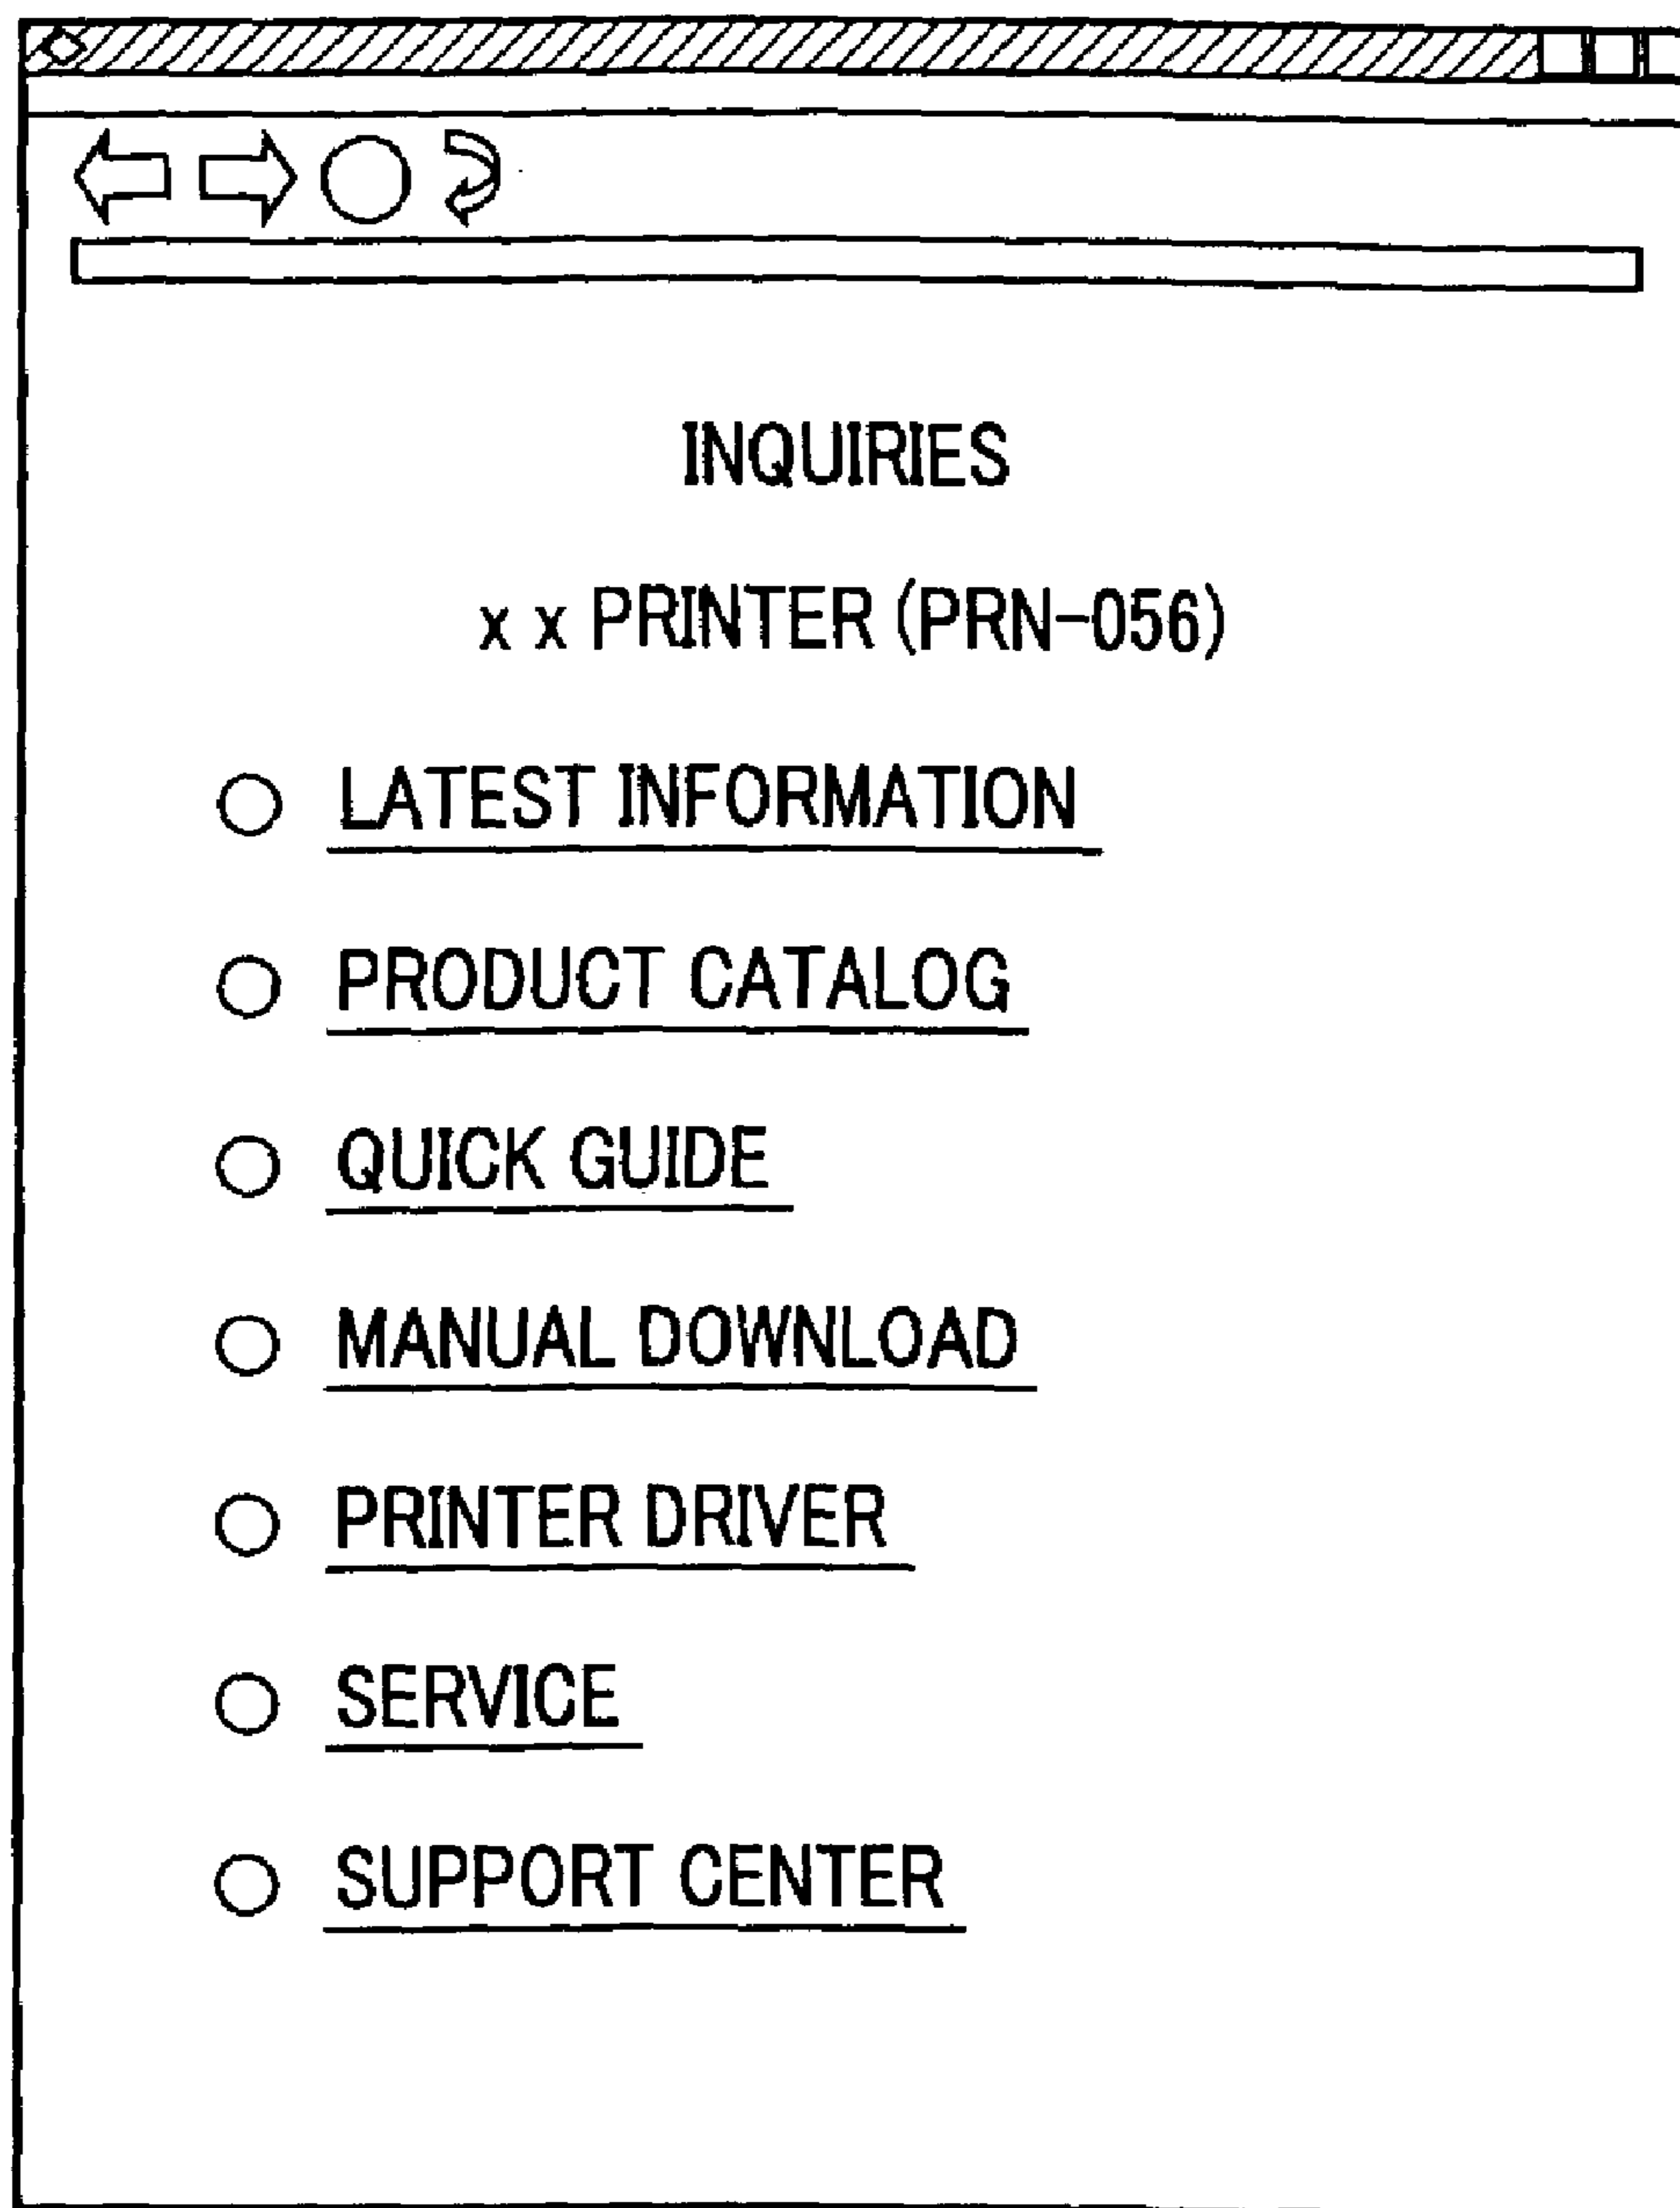 INQUIRIES
x x PRINTER (PRN-056)
LATEST INFORMATION
PRODUCT CATALOG
QUICK GUIDE
MANUAL DOWNLOAD
PRINTER DRIVER
SERVICE
SUPPORT CENTER